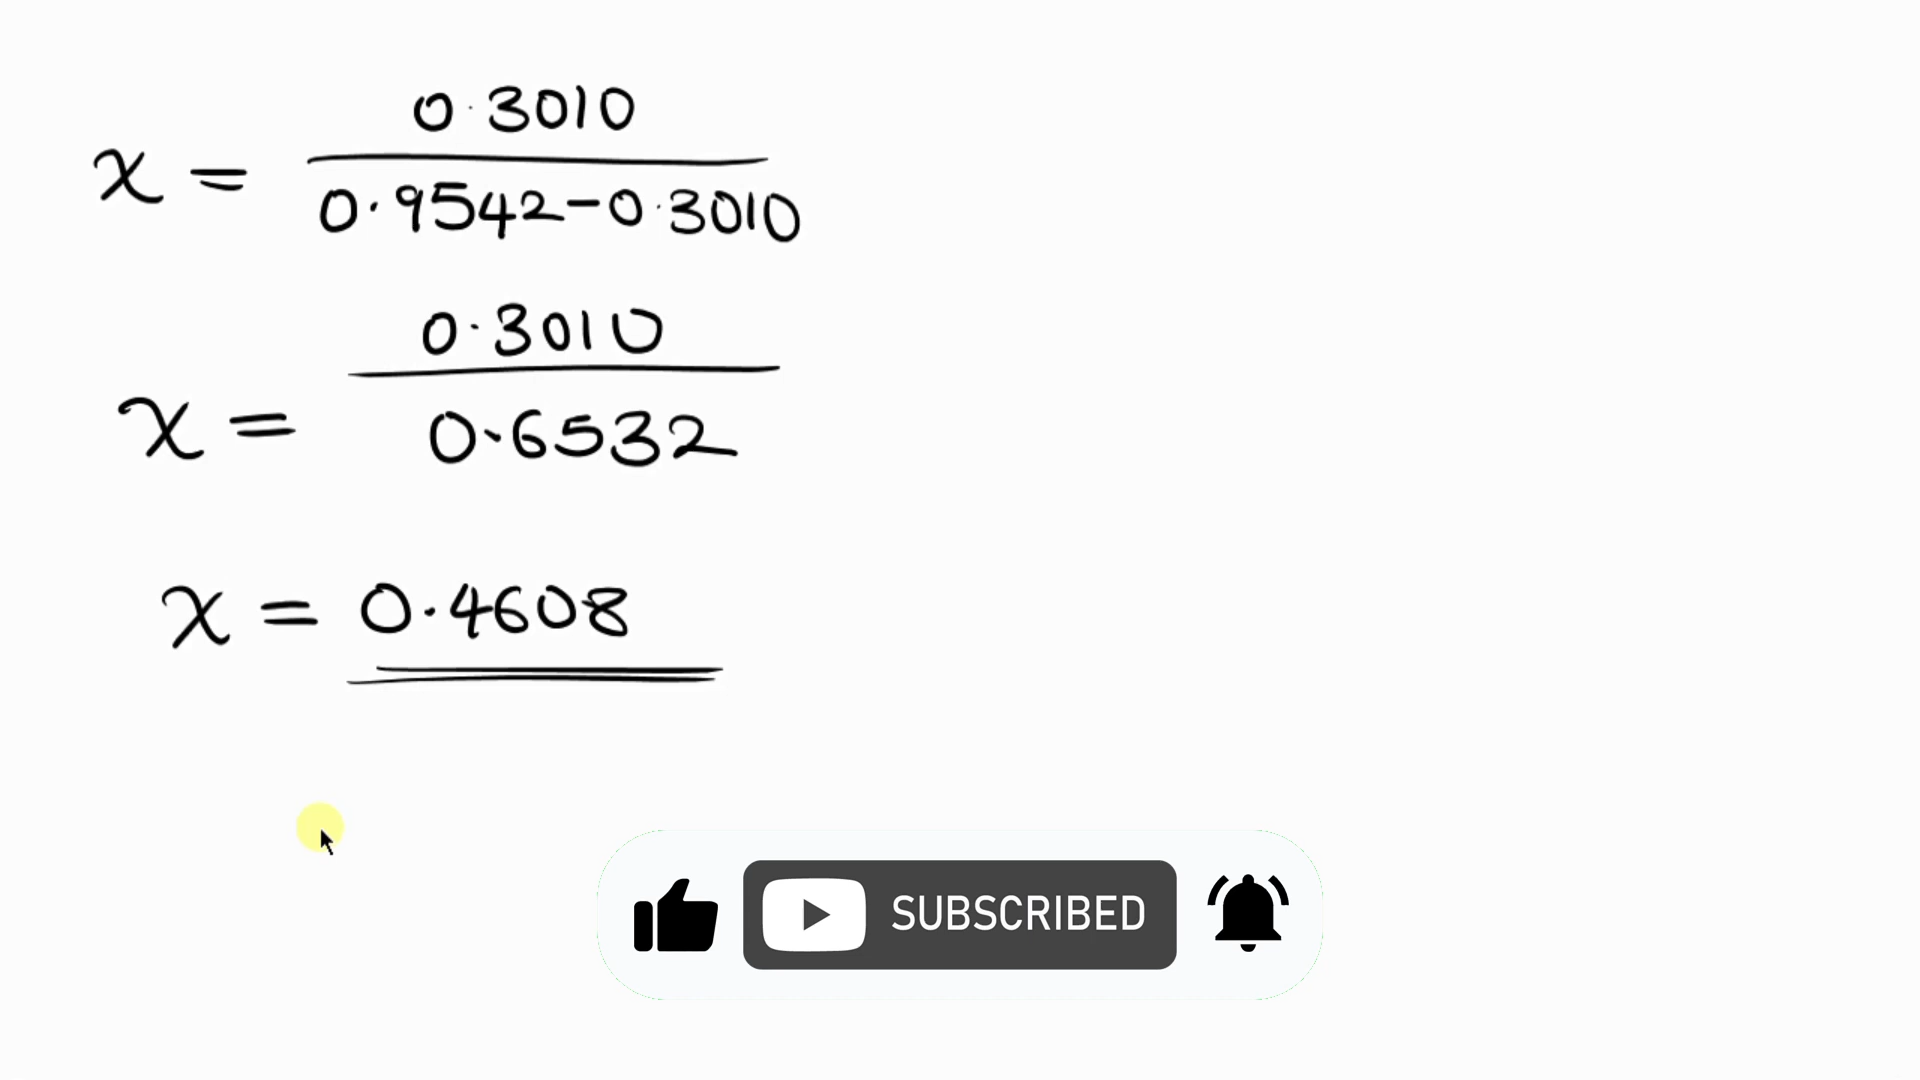 0.3010
x = 
0.9542-0.3010
0.3010
x = 
0.6532
x = 0.4608
SUBSCRIBED